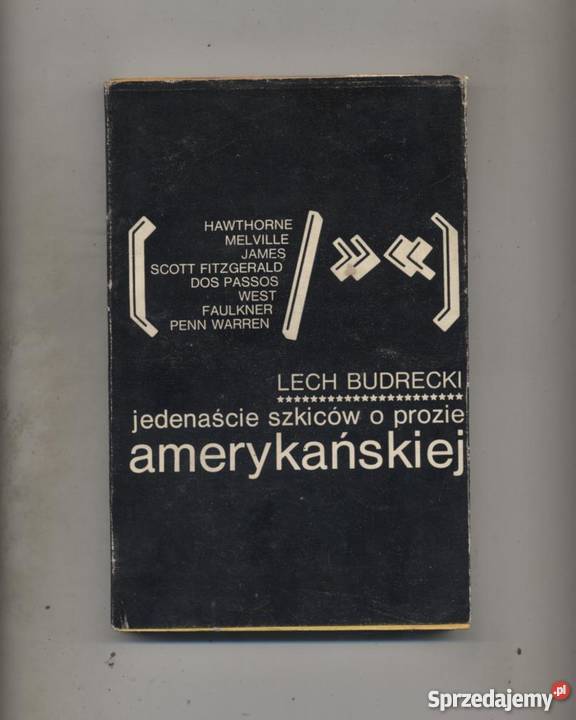 HAWTHORNE
MELVILLE
JAMES
SCOTT FITZGERALD
DOS PASSOS
WEST
FAULKNER
PENN WARREN
( / » « )
LECH BUDRECKI
jedenaście szkiców o prozie
amerykańskiej
Sprzedajemy.pl